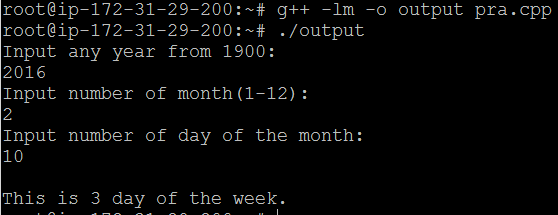 root@ip-172-31-29-200:~# g++ -lm -o output pra.cpp
root@ip-172-31-29-200:~# ./output
Input any year from 1900:
2016
Input number of month(1-12):
2
Input number of day of the month:
10
This is 3 day of the week.
root@ip-172-31-29-200:~#